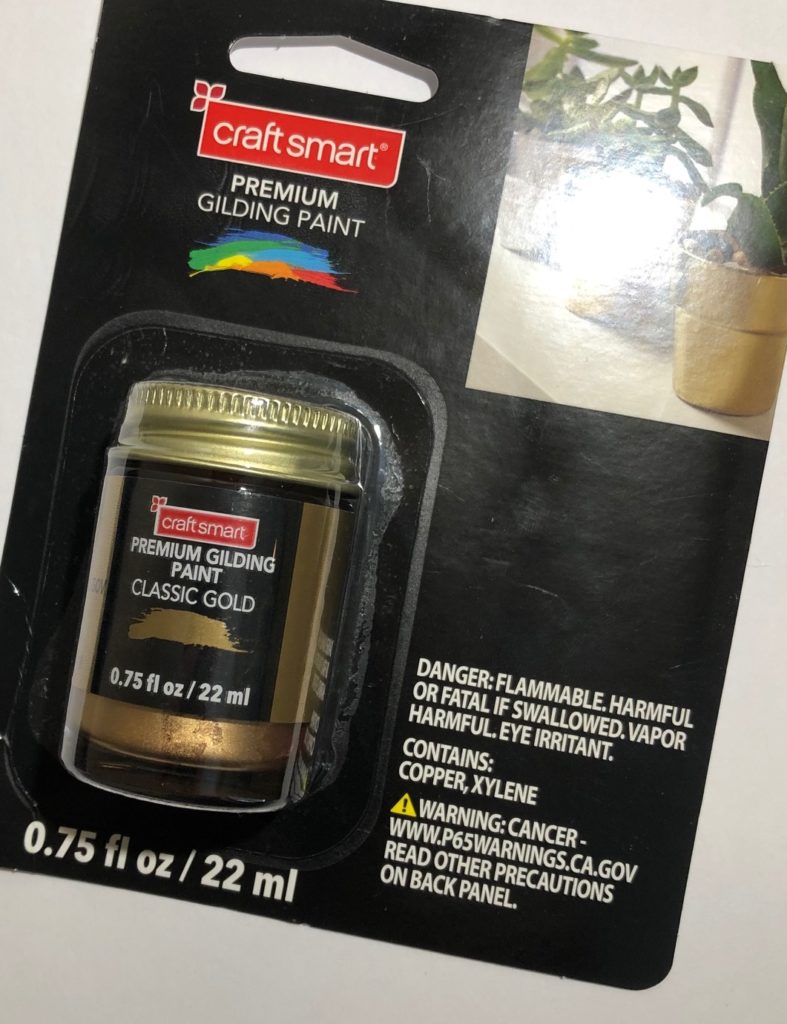 craft smart®
PREMIUM
GILDING PAINT
craft smart
PREMIUM GILDING
PAINT
CLASSIC GOLD
0.75 fl oz / 22 ml
0.75 fl oz / 22 ml
DANGER: FLAMMABLE. HARMFUL
OR FATAL IF SWALLOWED. VAPOR
HARMFUL. EYE IRRITANT.
CONTAINS:
COPPER, XYLENE
WARNING: CANCER -
WWW.P65WARNINGS.CA.GOV
READ OTHER PRECAUTIONS
ON BACK PANEL.